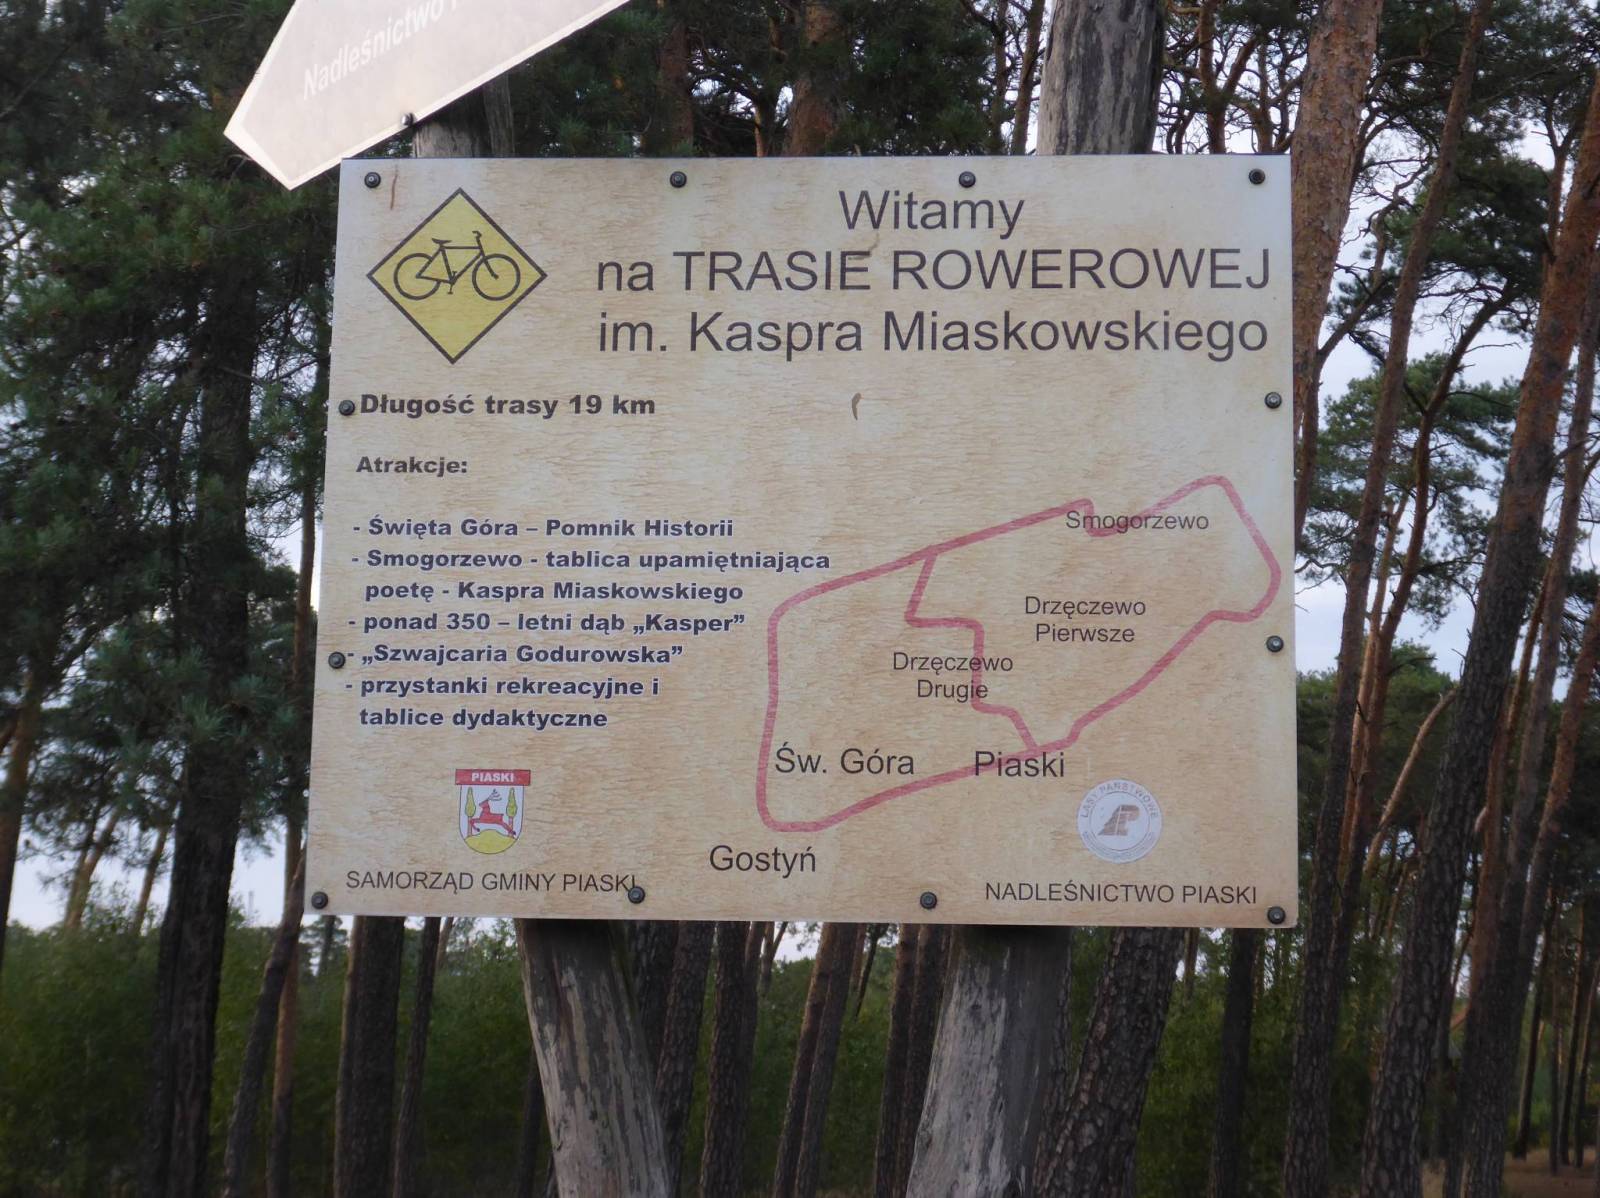 Nadleśnictwo
Witamy
na TRASIE ROWEROWEJ
im. Kaspra Miaskowskiego
Długość trasy 19 km
Atrakcje:
- Święta Góra – Pomnik Historii
- Smogorzewo - tablica upamiętniająca
poetę - Kaspra Miaskowskiego
- ponad 350 – letni dąb „Kasper”
- „Szwajcaria Godurowska”
- przystanki rekreacyjne i
tablice dydaktyczne
Smogorzewo
Drzęczewo
Pierwsze
Drzęczewo
Drugie
Św. Góra
Piaski
Gostyń
PIASKI
SAMORZĄD GMINY PIASKI
LASY PAŃSTWOWE
NADLEŚNICTWO PIASKI